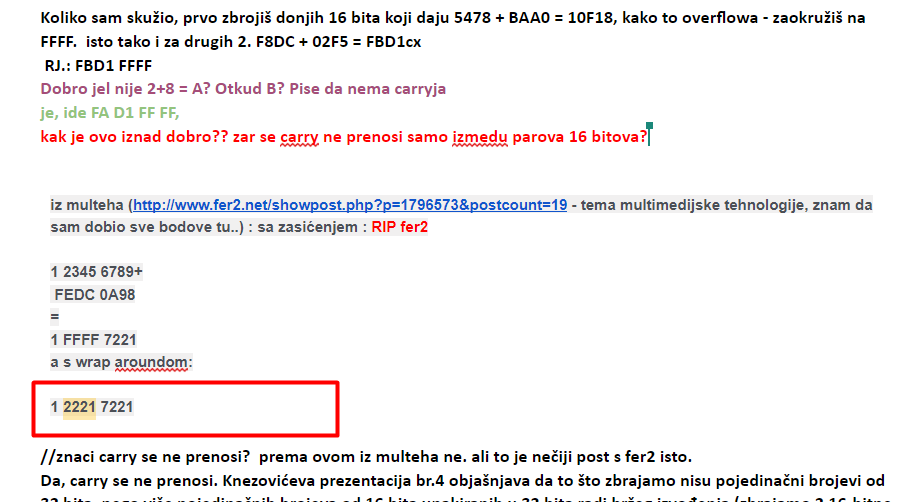 Koliko sam skužio, prvo zbrojiš donjih 16 bita koji daju 5478 + BAA0 = 10F18, kako to overflowa - zaokružiš na
FFFF. isto tako i za drugih 2. F8DC + 02F5 = FBD1cx
RJ.: FBD1 FFFF
Dobro jel nije 2+8 = A? Otkud B? Pise da nema carryja
je, ide FA D1 FF FF,
kak je ovo iznad dobro?? zar se carry ne prenosi samo izmedu parova 16 bitova?
iz multeha (http://www.fer2.net/showpost.php?p=1796573&postcount=19 - tema multimedijske tehnologije, znam da
sam dobio sve bodove tu..) : sa zasićenjem : RIP fer2
1 2345 6789+
FEDC 0A98
=
1 FFFF 7221
a s wrap aroundom:
1 2221 7221
//znaci carry se ne prenosi? prema ovom iz multeha ne. ali to je nečiji post s fer2 isto.
Da, carry se ne prenosi. Knezovićeva prezentacija br.4 objašnjava da to što zbrajamo nisu pojedinačni brojevi od